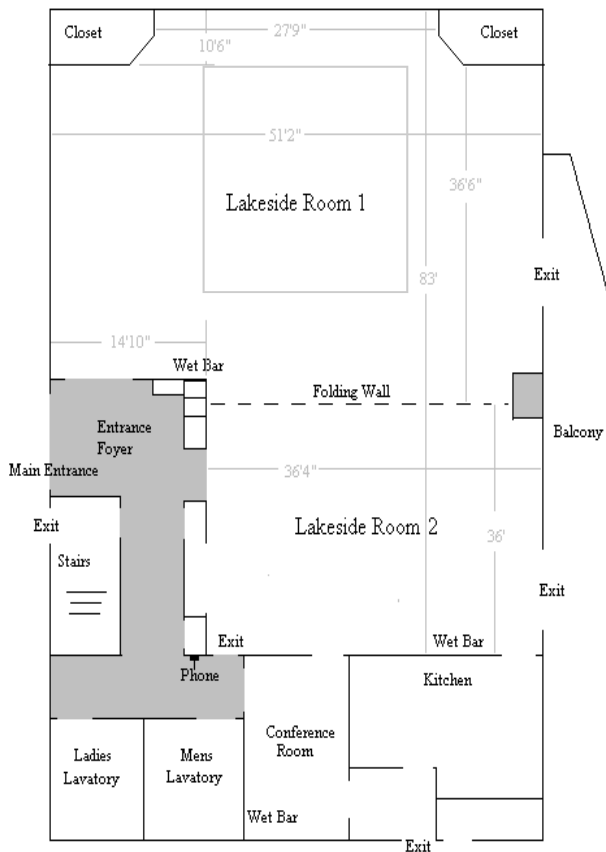 Closet
27'9"
Closet
10'6"
51'2"
36'6"
Lakeside Room 1
Exit
83'
14'10"
Wet Bar
Folding Wall
Entrance
Foyer
Balcony
Main Entrance
36'4"
Exit
Lakeside Room 2
36'
Stairs
Exit
Exit
Wet Bar
Phone
Kitchen
Conference
Room
Ladies
Lavatory
Mens
Lavatory
Wet Bar
Exit